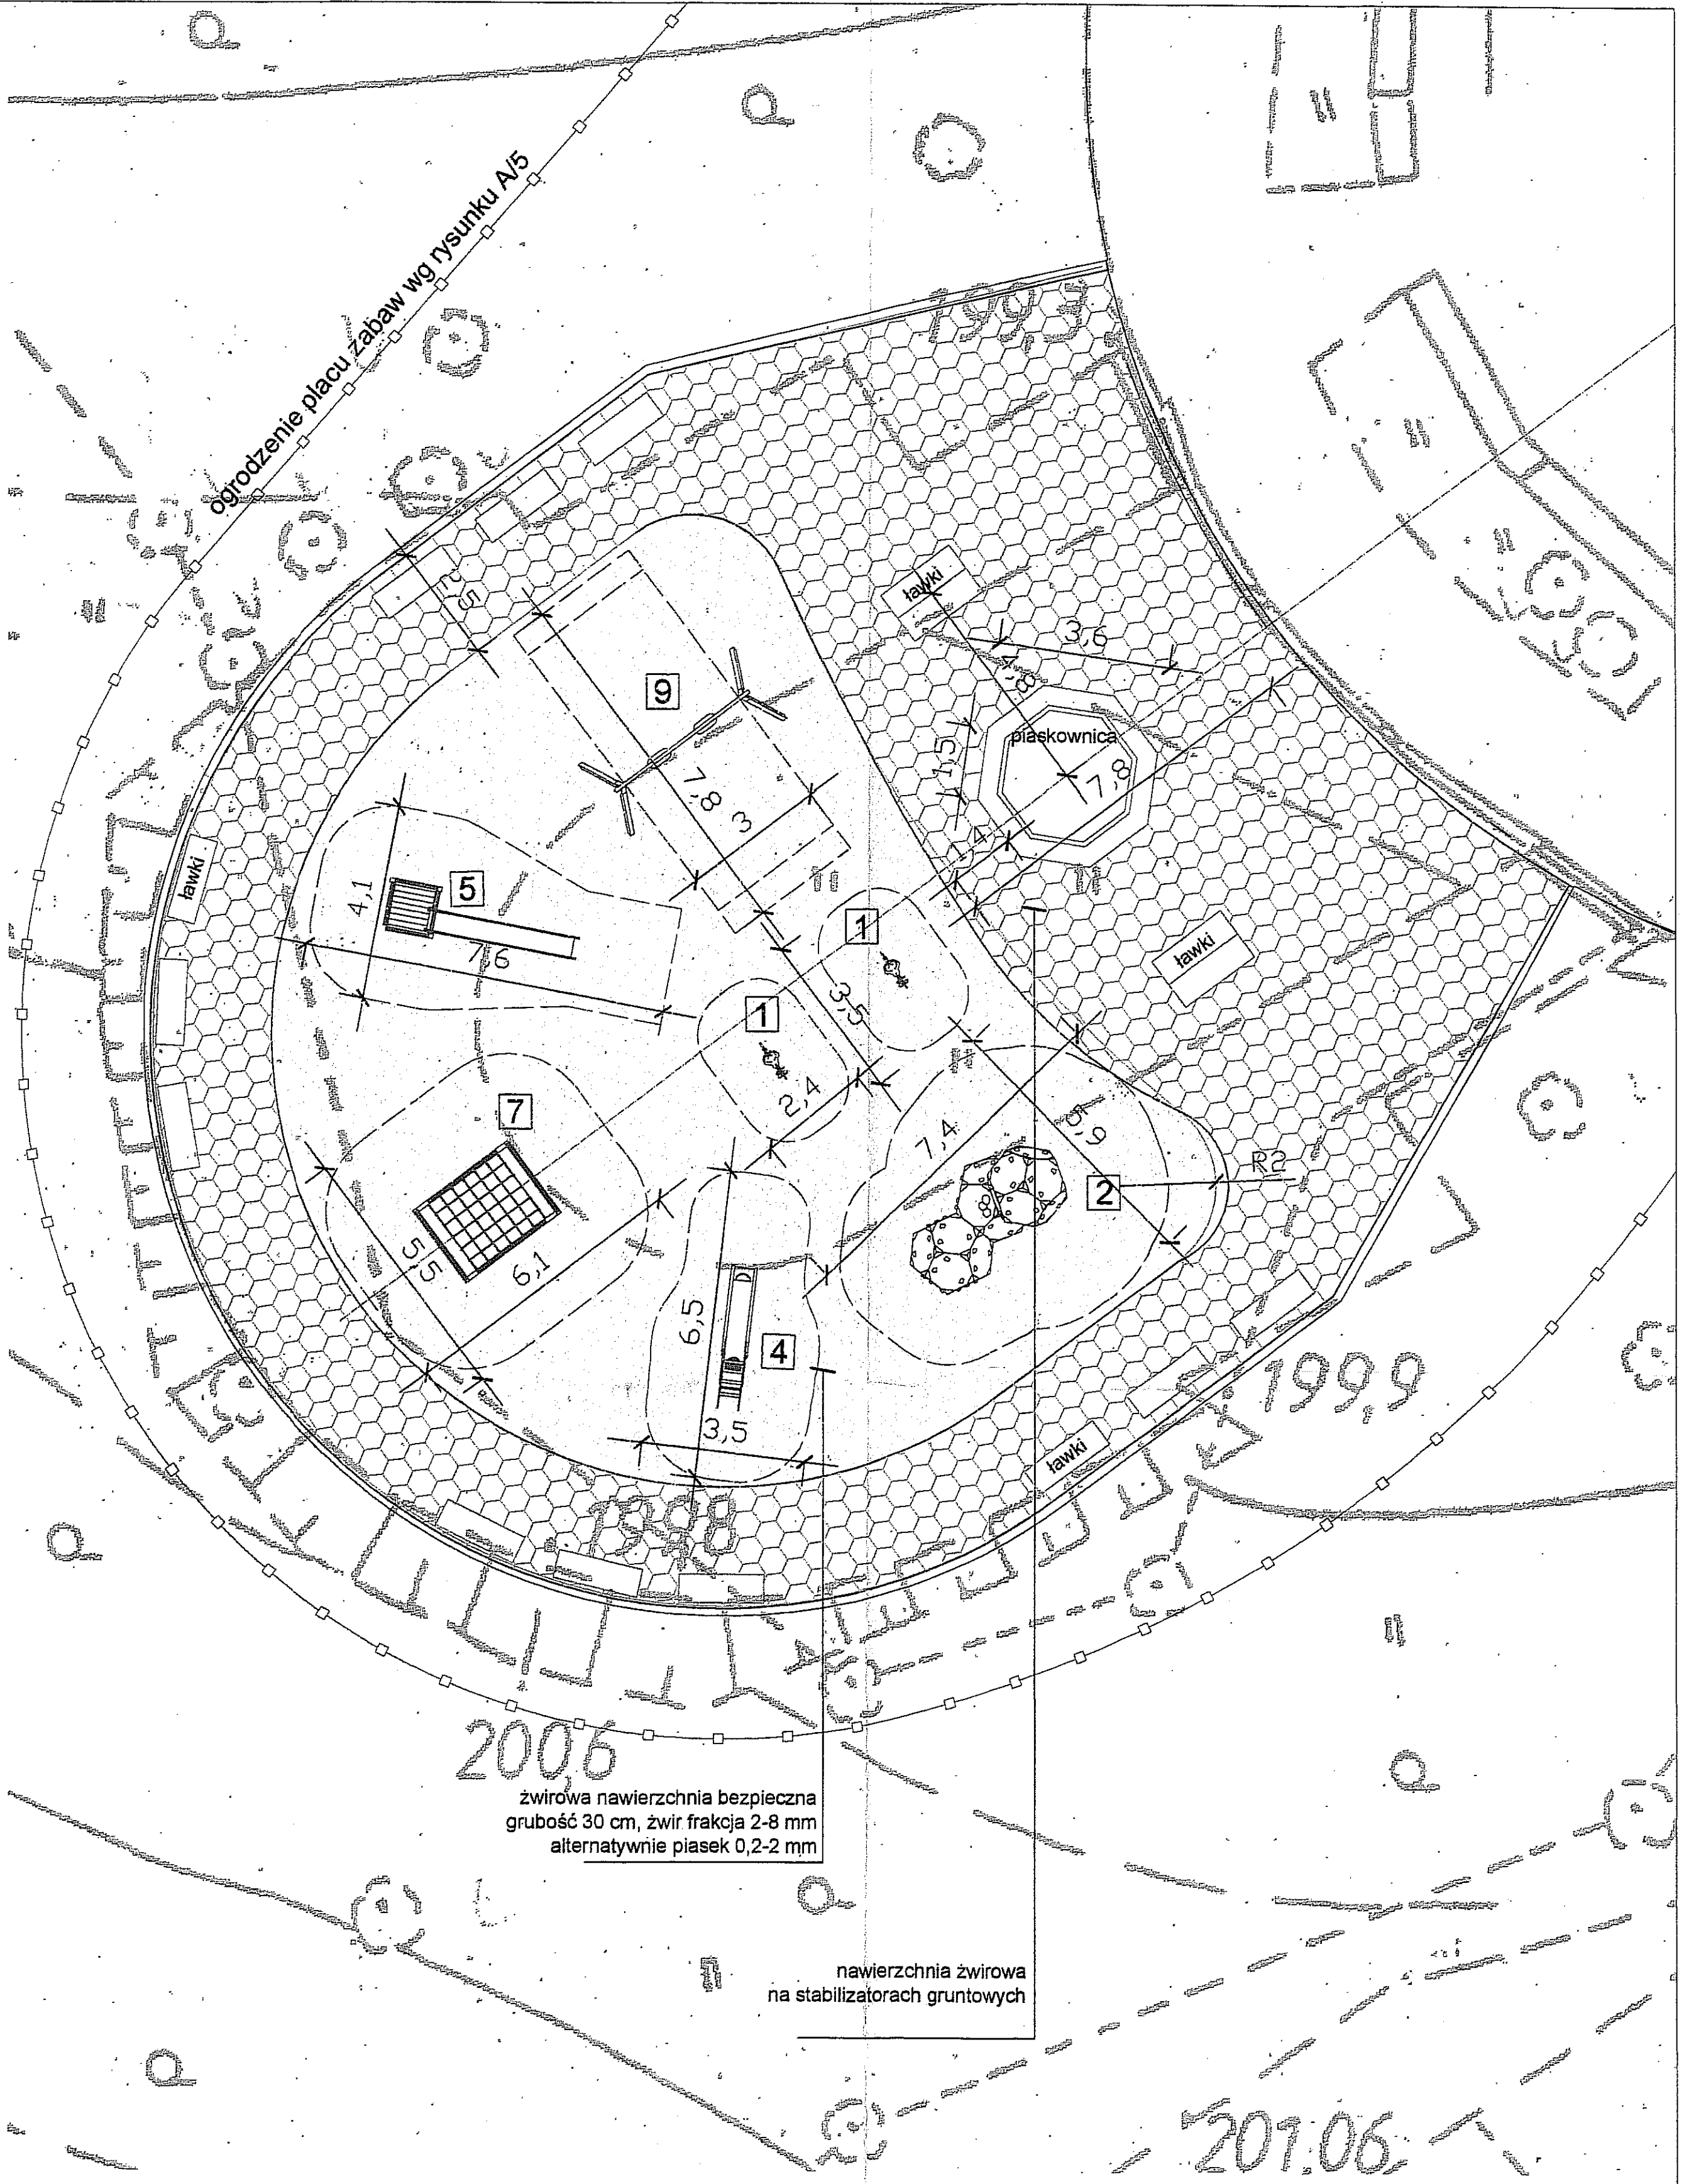 ogrodzenie placu zabaw wg rysunku A/5
199,3
2,5
ławki
3,6
4,8
9
piaskownica
1,5
7,8
7,8
3
4
ławki
5
4,1
7,6
1
ławki
1
3,5
2,4
7
7,4
5,9
R2
2
5,5
6,1
6,5
4
199,9
3,5
ławki
200,6
żwirowa nawierzchnia bezpieczna
grubość 30 cm, żwir frakcja 2-8 mm
alternatywnie piasek 0,2-2 mm
nawierzchnia żwirowa
na stabilizatorach gruntowych
201.06